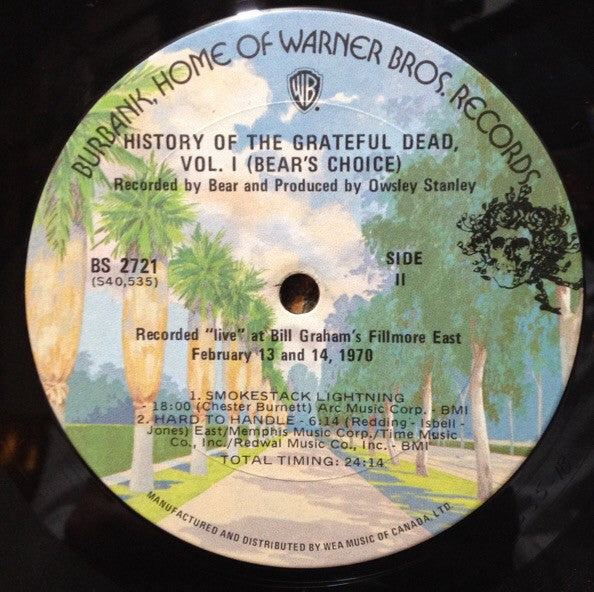 BURBANK, HOME OF WARNER BROS. RECORDS
WB
HISTORY OF THE GRATEFUL DEAD,
VOL. I (BEAR'S CHOICE)
Recorded by Bear and Produced by Owsley Stanley
BS 2721
(S40,535)
SIDE
II
Recorded "live" at Bill Graham's Fillmore East
February 13 and 14, 1970
1. SMOKESTACK LIGHTNING
- 18:00 (Chester Burnett) Arc Music Corp. - BMI
2. HARD TO HANDLE - 6:14 (Redding - Isbell -
Jones) East/Memphis Music Corp./Time Music
Co., Inc./Redwal Music Co., Inc. - BMI
TOTAL TIMING: 24:14
MANUFACTURED AND DISTRIBUTED BY WEA MUSIC OF CANADA, LTD.